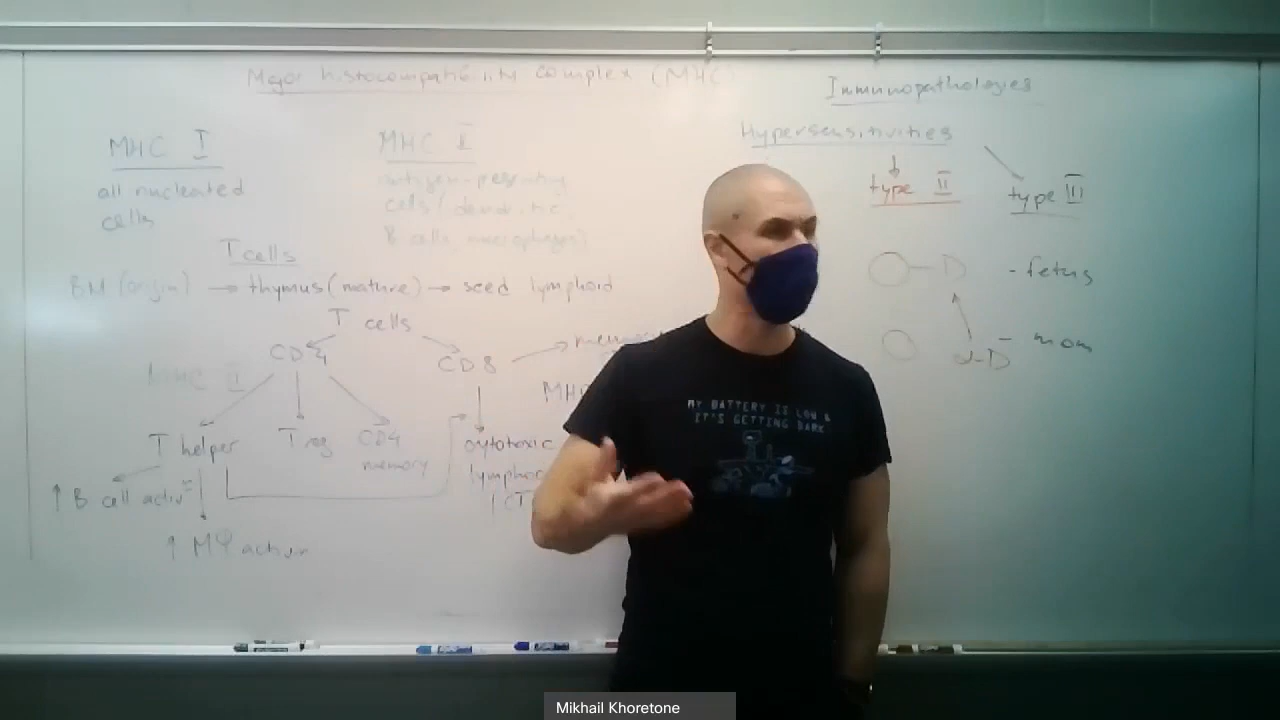 Major histocompatibility complex (MHC)
MHC I
all nucleated
cells
MHC II
antigen-presenting
cells (dendritic
B cells, macrophages)
T cells
BM (origin) → thymus (mature) → seed lymphoid
T cells
CD4
CD8
MHC II
T helper
T reg
CD4
memory
cytotoxic
↑ B cell activ
↑ MΦ activ
Immunopathologies
Hypersensitivities
type II
type III
D - fetus
α-D - mom
MY BATTERY IS LOW &
IT'S GETTING DARK
Mikhail Khoretone